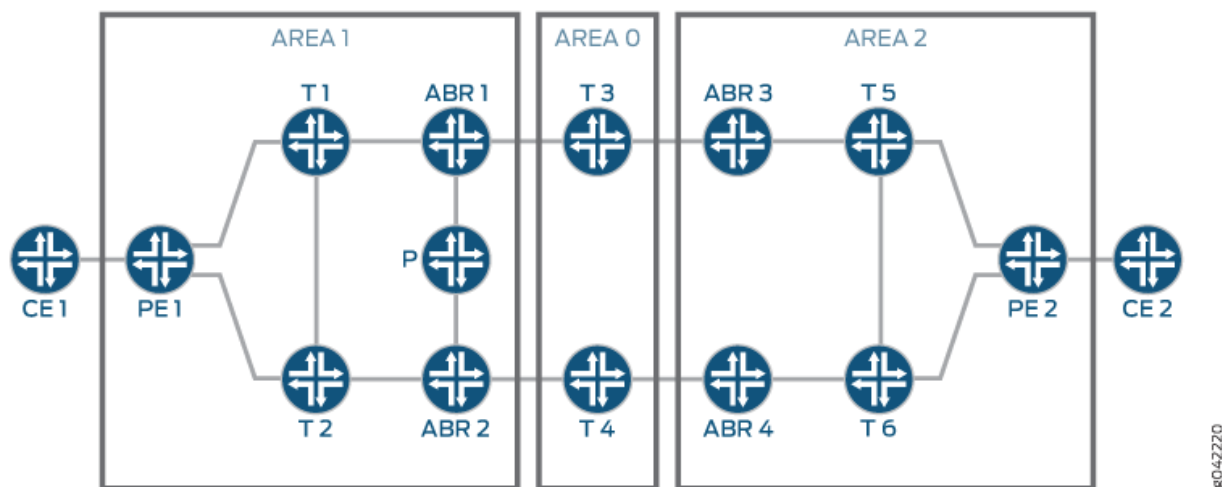 AREA 1
AREA 0
AREA 2
T 1
ABR 1
T 3
ABR 3
T 5
P
CE 1
PE 1
PE 2
CE 2
T 2
ABR 2
T 4
ABR 4
T 6
g042220